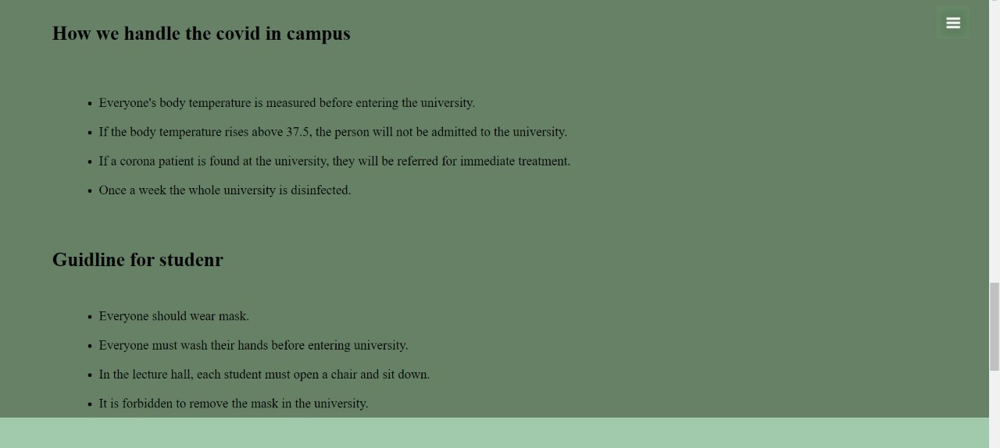 How we handle the covid in campus
Everyone's body temperature is measured before entering the university.
If the body temperature rises above 37.5, the person will not be admitted to the university.
If a corona patient is found at the university, they will be referred for immediate treatment.
Once a week the whole university is disinfected.
Guidline for studenr
Everyone should wear mask.
Everyone must wash their hands before entering university.
In the lecture hall, each student must open a chair and sit down.
It is forbidden to remove the mask in the university.